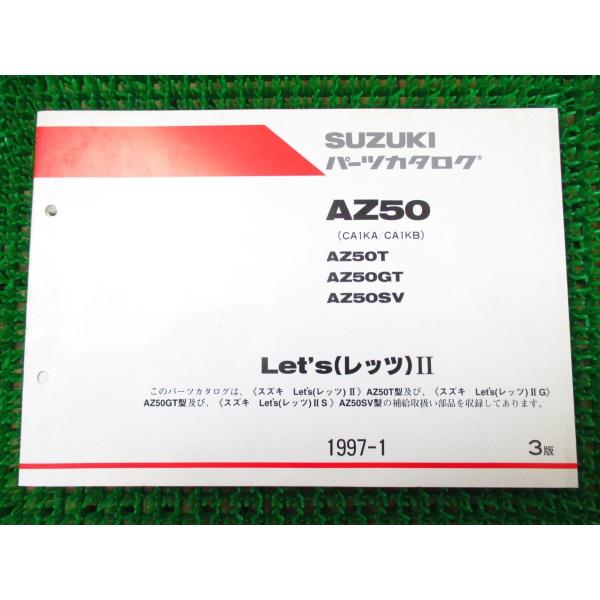 SUZUKI
パーツカタログ
AZ50
(CA1KA/CA1KB)
AZ50T
AZ50GT
AZ50SV
Let's(レッツ)II
このパーツカタログは、〈スズキ Let's(レッツ) II〉AZ50T型及び、〈スズキ Let's(レッツ) II G〉
AZ50GT型及び、〈スズキ Let's(レッツ) II S〉AZ50SV型の補給取扱い部品を収録してあります。
1997-1 3版